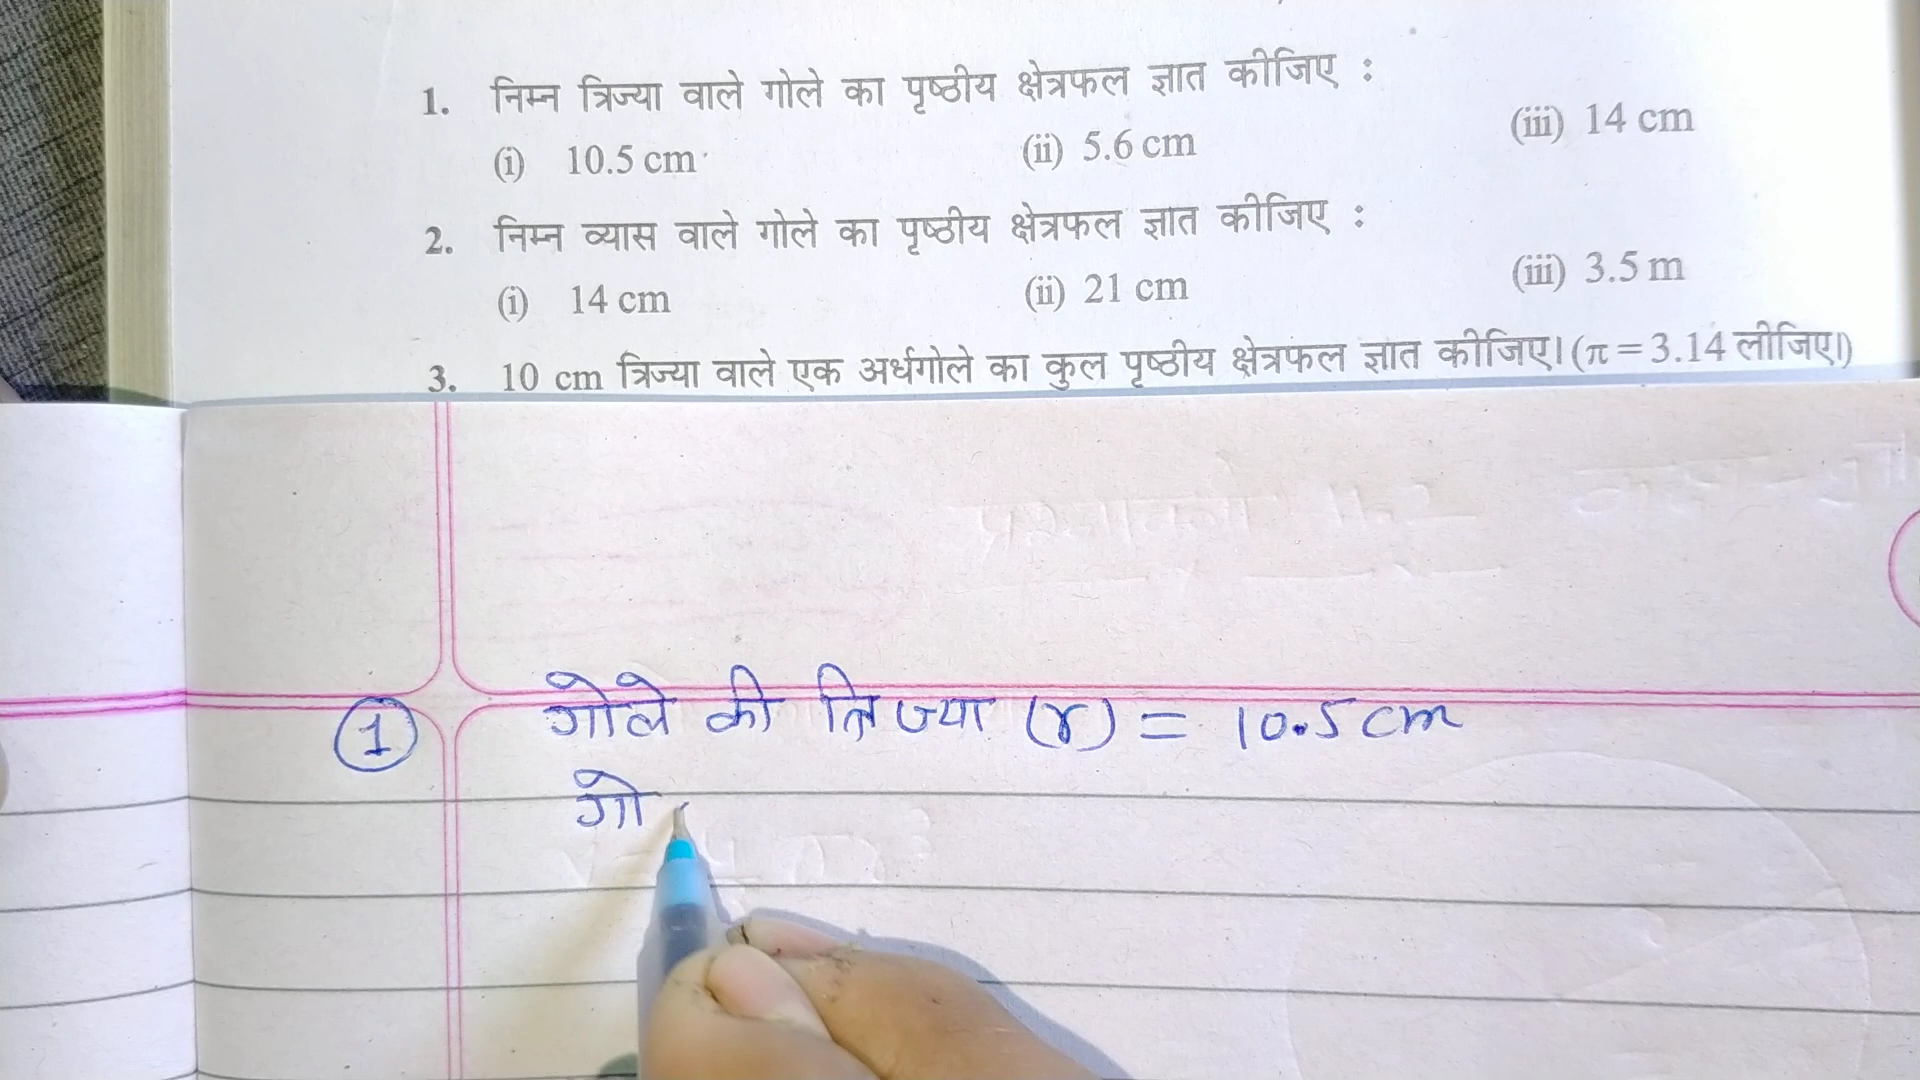 1. निम्न त्रिज्या वाले गोले का पृष्ठीय क्षेत्रफल ज्ञात कीजिए :
(i) 10.5 cm (ii) 5.6 cm (iii) 14 cm
2. निम्न व्यास वाले गोले का पृष्ठीय क्षेत्रफल ज्ञात कीजिए :
(i) 14 cm (ii) 21 cm (iii) 3.5 m
3. 10 cm त्रिज्या वाले एक अर्धगोले का कुल पृष्ठीय क्षेत्रफल ज्ञात कीजिए। (π = 3.14 लीजिए।)
1 गोले की त्रिज्या (r) = 10.5 cm
गो